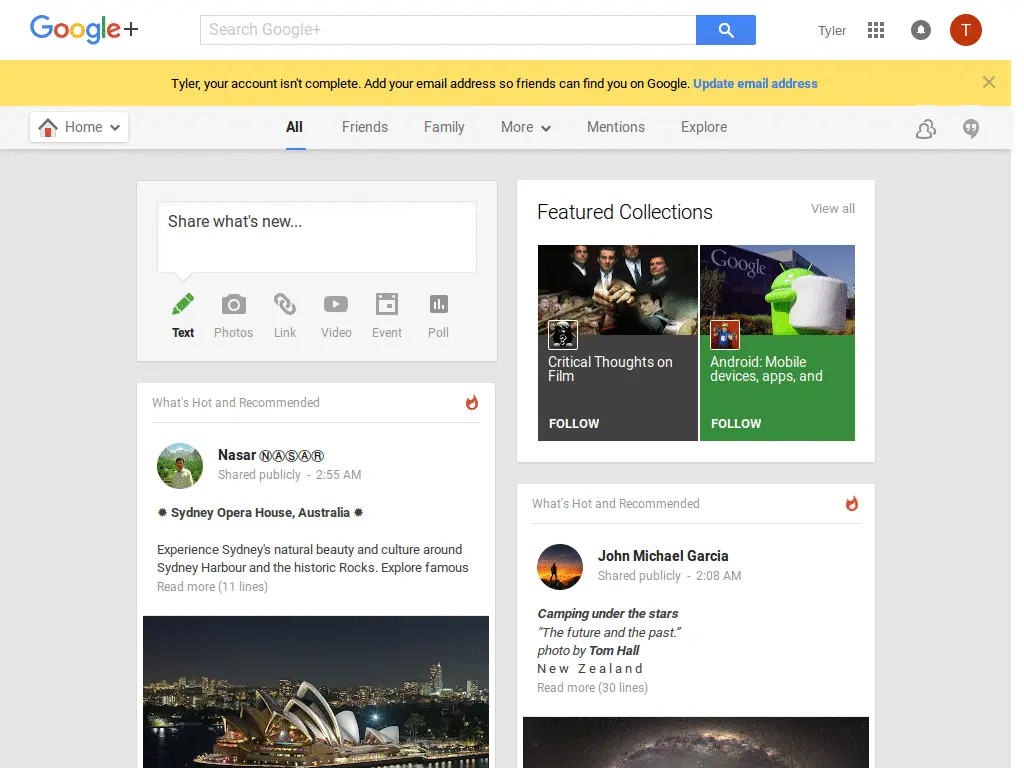 Google+
Search Google+
Tyler
T
Tyler, your account isn't complete. Add your email address so friends can find you on Google. Update email address
Home
All
Friends
Family
More
Mentions
Explore
Share what's new...
Text
Photos
Link
Video
Event
Poll
What's Hot and Recommended
Nasar ⓃⒶⓈⒶⓇ
Shared publicly - 2:55 AM
✹ Sydney Opera House, Australia ✹
Experience Sydney's natural beauty and culture around
Sydney Harbour and the historic Rocks. Explore famous
Read more (11 lines)
Featured Collections
View all
Critical Thoughts on
Film
FOLLOW
Google
Android: Mobile
devices, apps, and
FOLLOW
What's Hot and Recommended
John Michael Garcia
Shared publicly - 2:08 AM
Camping under the stars
"The future and the past."
photo by Tom Hall
N e w Z e a l a n d
Read more (30 lines)